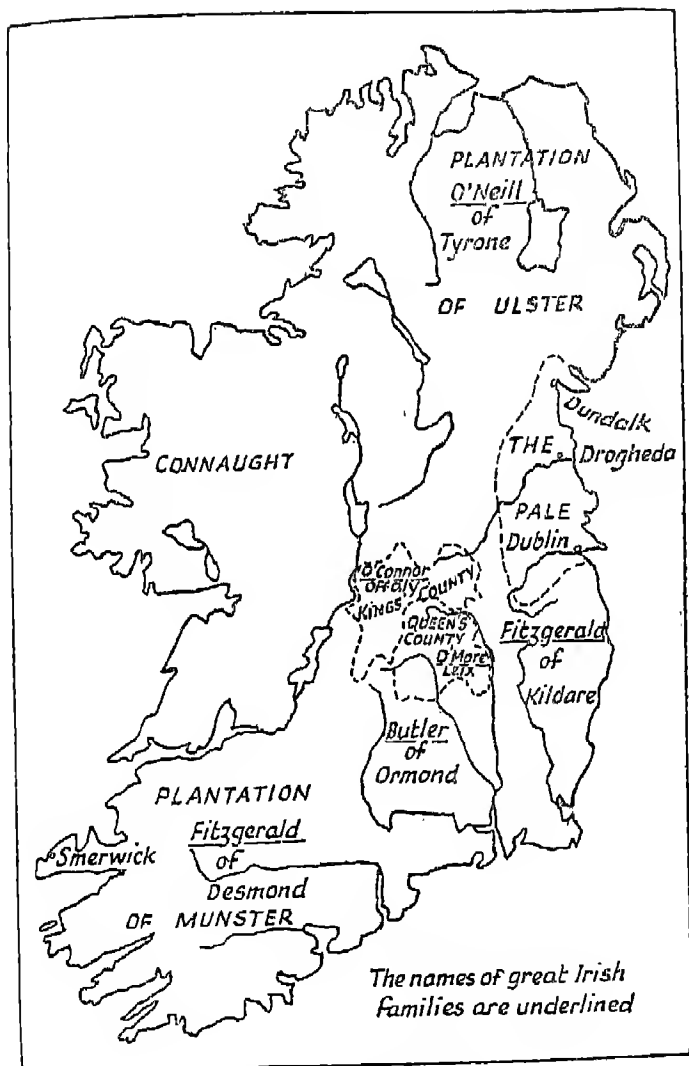 PLANTATION
O'Neill
of
Tyrone
OF ULSTER
Dundalk
THE
Drogheda
CONNAUGHT
PALE
Dublin
O'Connor
Offaly
KINGS COUNTY
QUEEN'S
COUNTY
O'More
Leix
Fitzgerald
of
Kildare
Butler
of
Ormond
PLANTATION
Fitzgerald
Smerwick
of
Desmond
OF MUNSTER
The names of great Irish
families are underlined